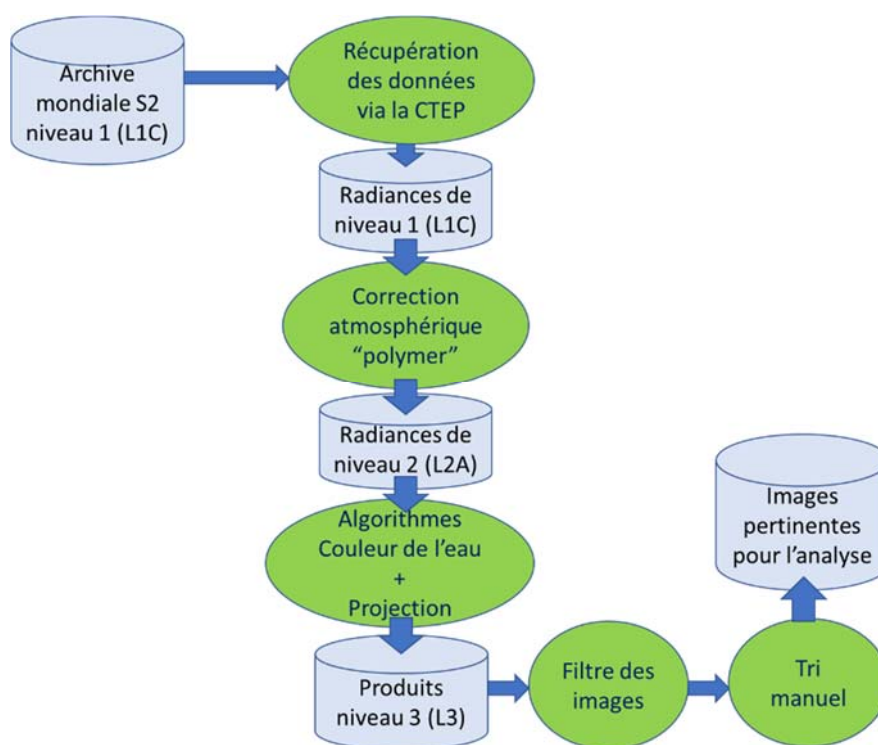 Archive
mondiale S2
niveau 1 (L1C)
Récupération
des données
via la CTEP
Radiances de
niveau 1 (L1C)
Correction
atmosphérique
“polymer”
Radiances de
niveau 2 (L2A)
Algorithmes
Couleur de l’eau
+
Projection
Produits
niveau 3 (L3)
Filtre des
images
Tri
manuel
Images
pertinentes
pour l’analyse